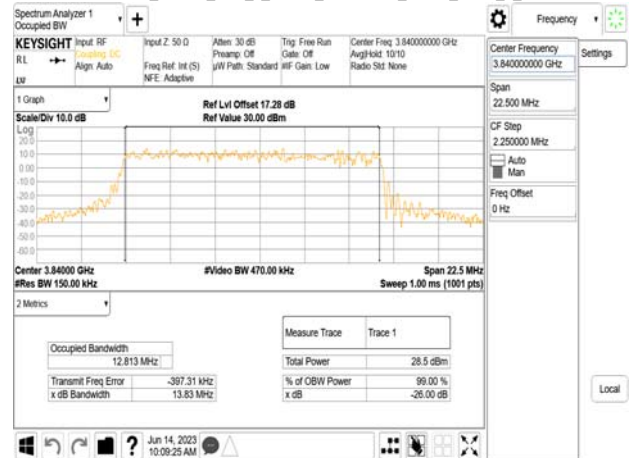 Spectrum Analyzer 1
Occupied BW
Frequency
KEYSIGHT
Input: RF
Coupling: DC
Align: Auto
Input Z: 50 Ω
Freq Ref: Int (S)
NFE: Adaptive
Atten: 30 dB
Preamp: Off
µW Path: Standard
Trig: Free Run
Gate: Off
#IF Gain: Low
Center Freq: 3.840000000 GHz
Avg|Hold: 10/10
Radio Std: None
RL
LU
1 Graph
Scale/Div 10.0 dB
Ref Lvl Offset 17.28 dB
Ref Value 30.00 dBm
Log
20.0
10.0
0.00
-10.0
-20.0
-30.0
-40.0
-50.0
-60.0
Center 3.84000 GHz
#Video BW 470.00 kHz
Span 22.5 MHz
#Res BW 150.00 kHz
Sweep 1.00 ms (1001 pts)
2 Metrics
Measure Trace Trace 1
Occupied Bandwidth
12.813 MHz
Total Power 28.5 dBm
Transmit Freq Error -397.31 kHz
% of OBW Power 99.00 %
x dB Bandwidth 13.83 MHz
x dB -26.00 dB
Center Frequency
3.840000000 GHz
Settings
Span
22.500 MHz
CF Step
2.250000 MHz
Auto
Man
Freq Offset
0 Hz
Local
Jun 14, 2023
10:09:25 AM